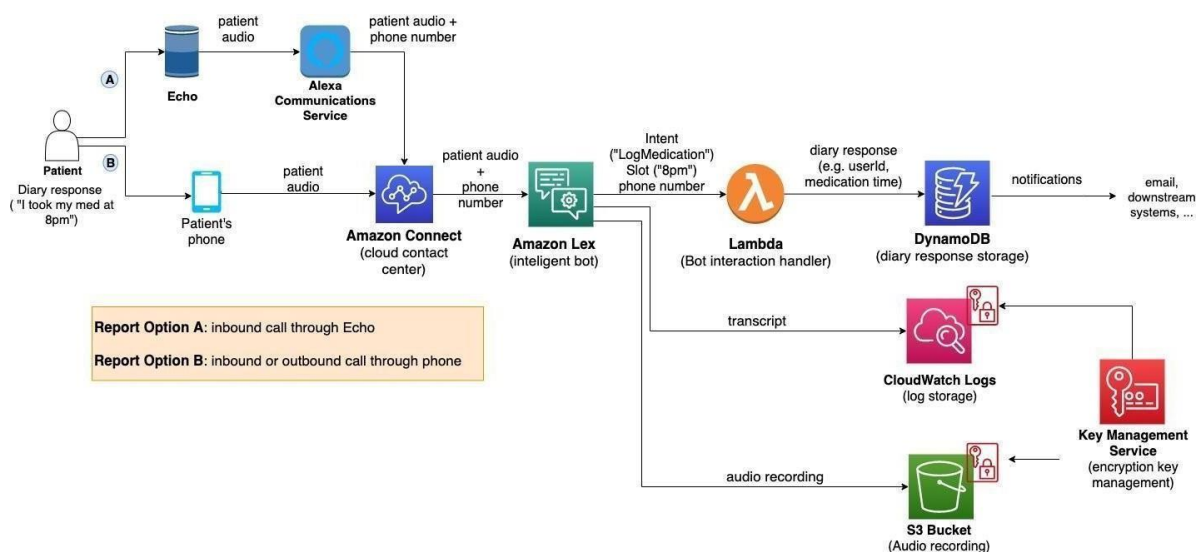 patient
audio
patient audio +
phone number
A
Echo
Alexa
Communications
Service
B
Patient
Diary response
( "I took my med at
8pm")
Patient's
phone
patient
audio
Amazon Connect
(cloud contact
center)
patient audio
+
phone
number
Amazon Lex
(inteligent bot)
Intent
("LogMedication")
Slot ("8pm")
phone number
Lambda
(Bot interaction handler)
diary response
(e.g. userId,
medication time)
DynamoDB
(diary response storage)
notifications
email,
downstream
systems, ...
Report Option A: inbound call through Echo
Report Option B: inbound or outbound call through phone
transcript
CloudWatch Logs
(log storage)
Key Management
Service
(encryption key
management)
audio recording
S3 Bucket
(Audio recording)